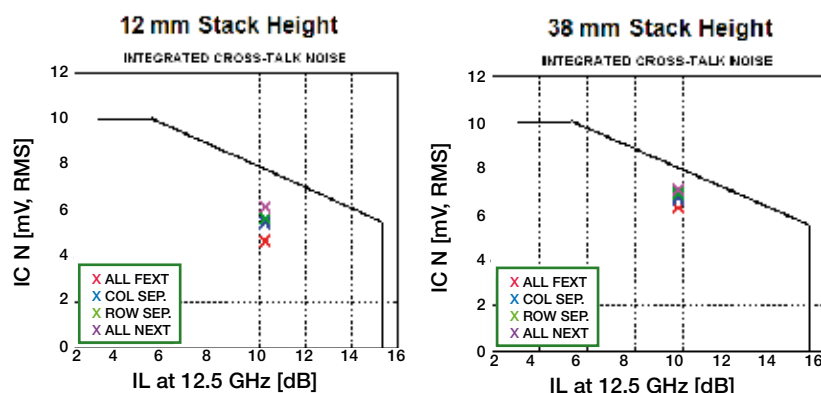 12 mm Stack Height
INTEGRATED CROSS-TALK NOISE
12
10
8
6
4
2
0
IC N [mV, RMS]
X ALL FEXT
X COL SEP.
X ROW SEP.
X ALL NEXT
2 4 6 8 10 12 14 16
IL at 12.5 GHz [dB]
38 mm Stack Height
INTEGRATED CROSS-TALK NOISE
12
10
8
6
4
2
0
IC N [mV, RMS]
X ALL FEXT
X COL SEP.
X ROW SEP.
X ALL NEXT
2 4 6 8 10 12 14 16
IL at 12.5 GHz [dB]